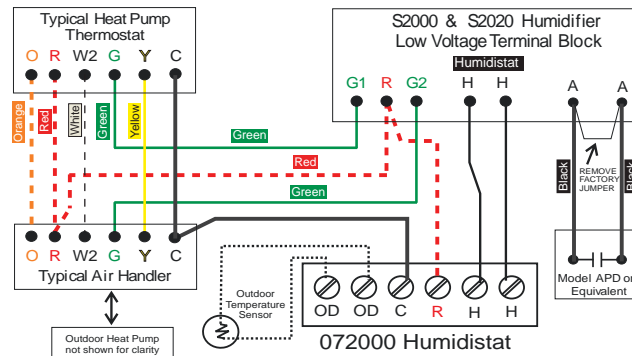 Typical Heat Pump
Thermostat
O R W2 G Y C
S2000 & S2020 Humidifier
Low Voltage Terminal Block
Humidistat
G1 R G2 H H A A
Orange
Red
White
Green
Yellow
Green
Red
Green
REMOVE
FACTORY
JUMPER
Black
Black
O R W2 G Y C
Typical Air Handler
Outdoor Heat Pump
not shown for clarity
Outdoor
Temperature
Sensor
OD OD C R H H
072000 Humidistat
Model APD or
Equivalent